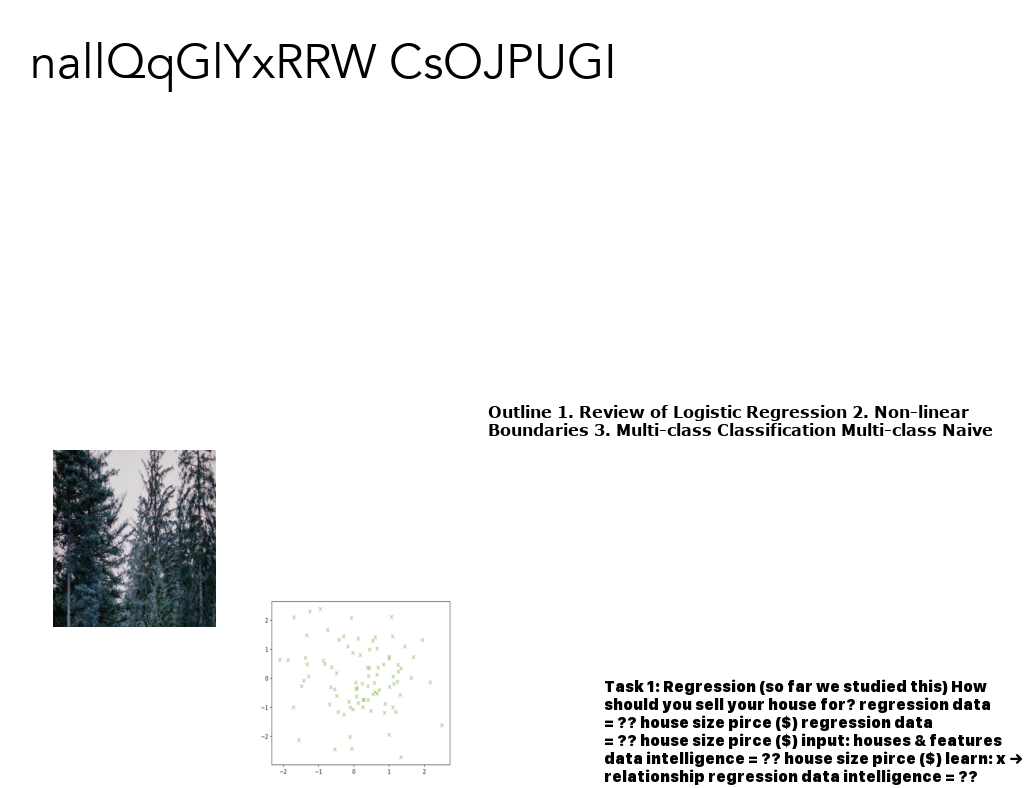 nallQqGlYxRRW CsOJPUGI
Outline 1. Review of Logistic Regression 2. Non-linear
Boundaries 3. Multi-class Classification Multi-class Naive
2
1
0
−1
−2
−2 −1 0 1 2
Task 1: Regression (so far we studied this) How
should you sell your house for? regression data
= ?? house size pirce ($) regression data
= ?? house size pirce ($) input: houses & features
data intelligence = ?? house size pirce ($) learn: x →
relationship regression data intelligence = ??